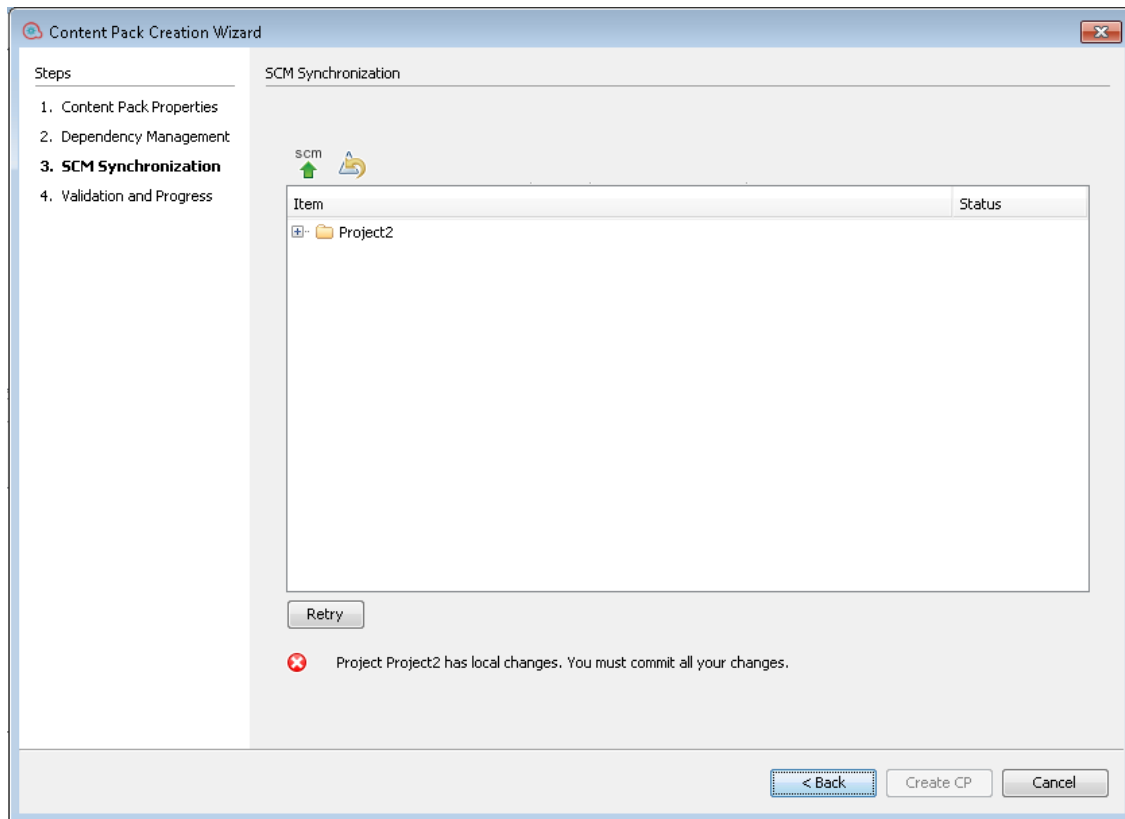 Content Pack Creation Wizard
Steps
1. Content Pack Properties
2. Dependency Management
3. SCM Synchronization
4. Validation and Progress
SCM Synchronization
scm
Item Status
Project2
Retry
Project Project2 has local changes. You must commit all your changes.
< Back Create CP Cancel